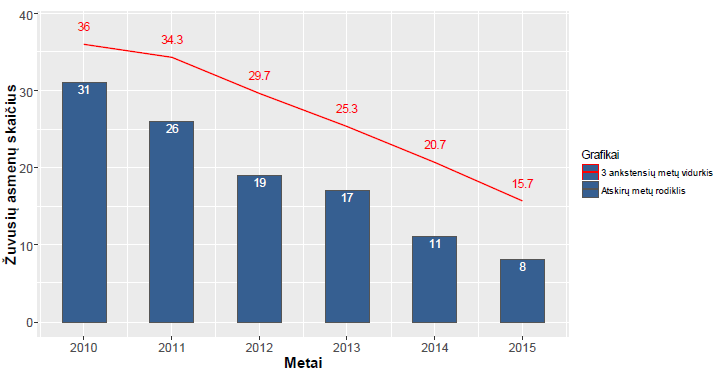 40
30
20
10
0
Žuvusių asmenų skaičius
36
34.3
29.7
25.3
20.7
15.7
31
26
19
17
11
8
2010 2011 2012 2013 2014 2015
Metai
Grafikai
3 ankstensių metų vidurkis
Atskirų metų rodiklis